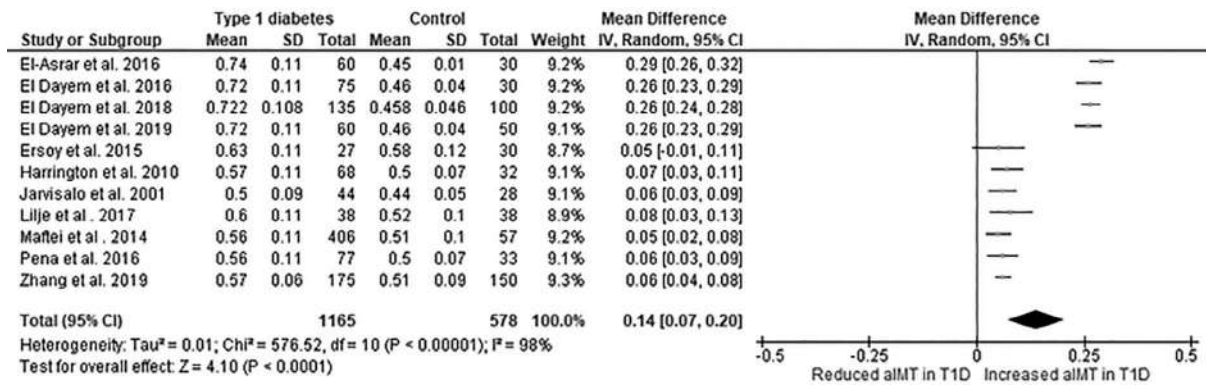 Type 1 diabetes Control Mean Difference Mean Difference
Study or Subgroup Mean SD Total Mean SD Total Weight IV, Random, 95% CI IV, Random, 95% CI
El-Asrar et al. 2016 0.74 0.11 60 0.45 0.01 30 9.2% 0.29 [0.26, 0.32]
El Dayem et al. 2016 0.72 0.11 75 0.46 0.04 30 9.2% 0.26 [0.23, 0.29]
El Dayem et al. 2018 0.722 0.108 135 0.458 0.046 100 9.2% 0.26 [0.24, 0.28]
El Dayem et al. 2019 0.72 0.11 60 0.46 0.04 50 9.1% 0.26 [0.23, 0.29]
Ersoy et al. 2015 0.63 0.11 27 0.58 0.12 30 8.7% 0.05 [-0.01, 0.11]
Harrington et al. 2010 0.57 0.11 68 0.5 0.07 32 9.1% 0.07 [0.03, 0.11]
Jarvisalo et al. 2001 0.5 0.09 44 0.44 0.05 28 9.1% 0.06 [0.03, 0.09]
Lilje et al . 2017 0.6 0.11 38 0.52 0.1 38 8.9% 0.08 [0.03, 0.13]
Maftei et al . 2014 0.56 0.11 406 0.51 0.1 57 9.2% 0.05 [0.02, 0.08]
Pena et al. 2016 0.56 0.11 77 0.5 0.07 33 9.1% 0.06 [0.03, 0.09]
Zhang et al. 2019 0.57 0.06 175 0.51 0.09 150 9.3% 0.06 [0.04, 0.08]
Total (95% CI) 1165 578 100.0% 0.14 [0.07, 0.20]
Heterogeneity: Tau² = 0.01; Chi² = 576.52, df = 10 (P < 0.00001); I² = 98%
Test for overall effect: Z = 4.10 (P < 0.0001)
-0.5 -0.25 0 0.25 0.5
Reduced aIMT in T1D Increased aIMT in T1D